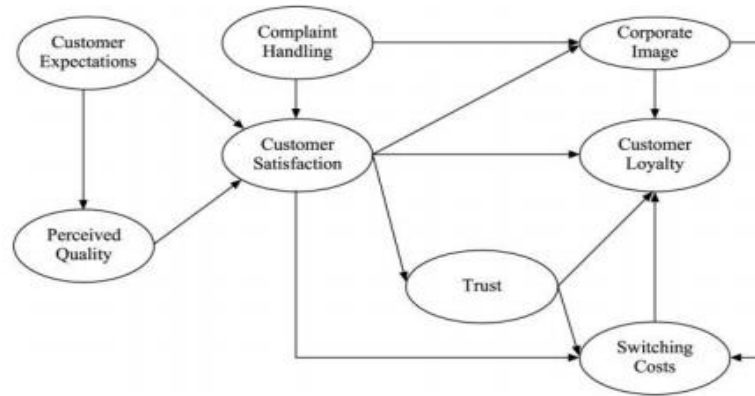 Customer
Expectations
Complaint
Handling
Corporate
Image
Customer
Satisfaction
Customer
Loyalty
Perceived
Quality
Trust
Switching
Costs